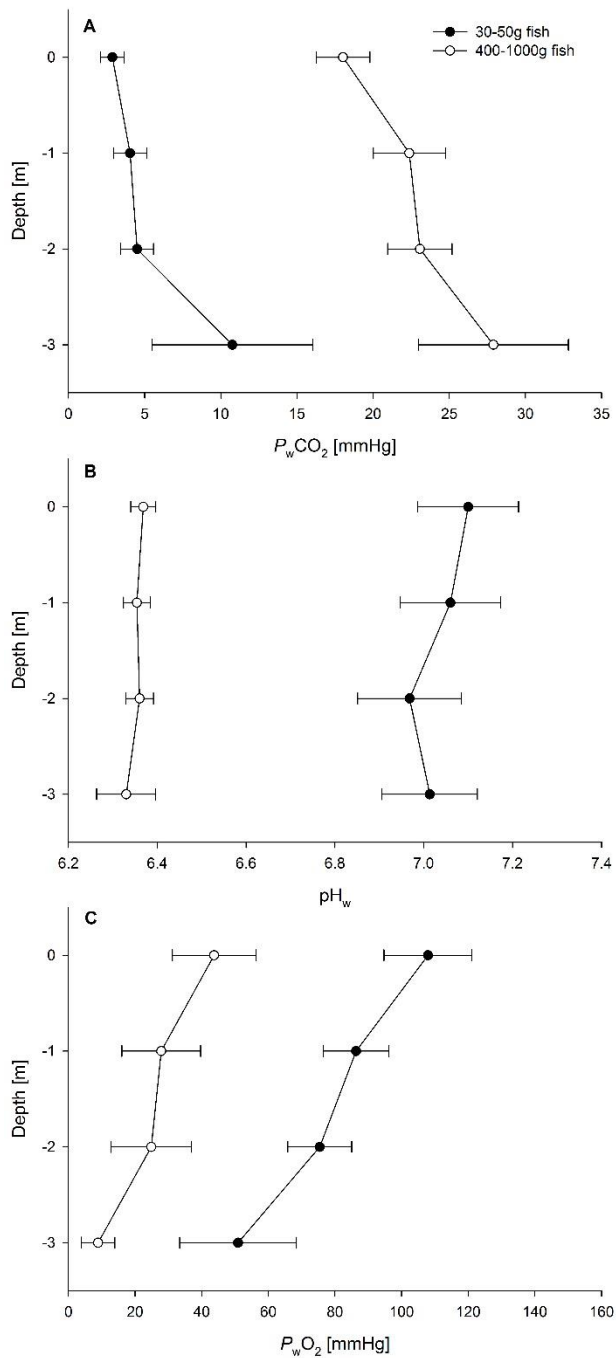 A
30-50g fish
400-1000g fish
0
-1
-2
-3
Depth [m]
0 5 10 15 20 25 30 35
PwCO2 [mmHg]
B
0
-1
-2
-3
Depth [m]
6.2 6.4 6.6 6.8 7.0 7.2 7.4
pHw
C
0
-1
-2
-3
Depth [m]
0 20 40 60 80 100 120 140 160
PwO2 [mmHg]